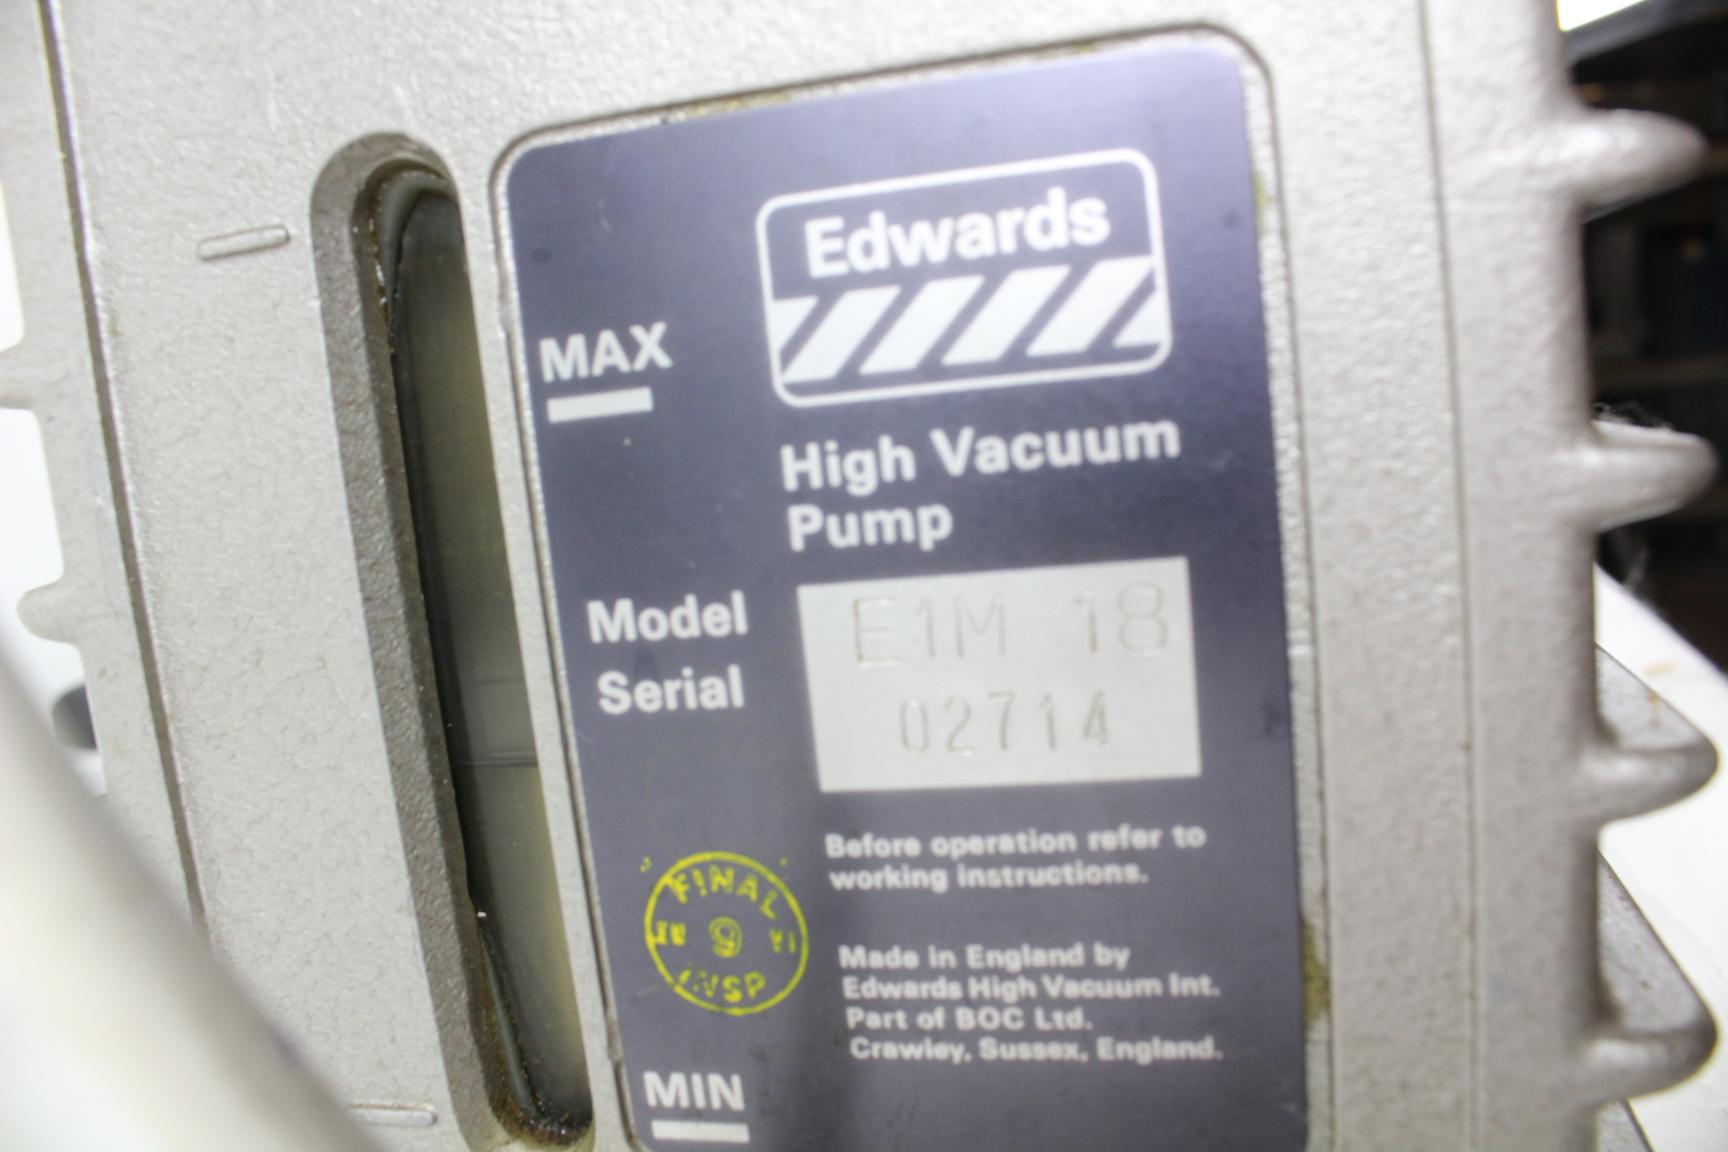 Edwards
MAX
High Vacuum
Pump
Model E1M-18
Serial 02714
Before operation refer to
working instructions.
FINAL
9
INSP
Made in England by
Edwards High Vacuum Int.
Part of BOC Ltd.
Crawley, Sussex, England.
MIN